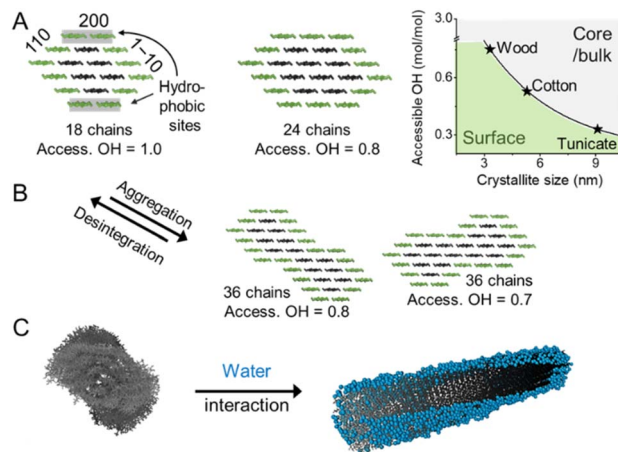 A
200
110
1–10
Hydro-
phobic
sites
18 chains
Access. OH = 1.0
24 chains
Access. OH = 0.8
Accessible OH (mol/mol)
3.0
0.6
0.3
Wood
Core
/bulk
Cotton
Surface
Tunicate
3
6
9
Crystallite size (nm)
B
Aggregation
Desintegration
36 chains
Access. OH = 0.8
36 chains
Access. OH = 0.7
C
Water
interaction